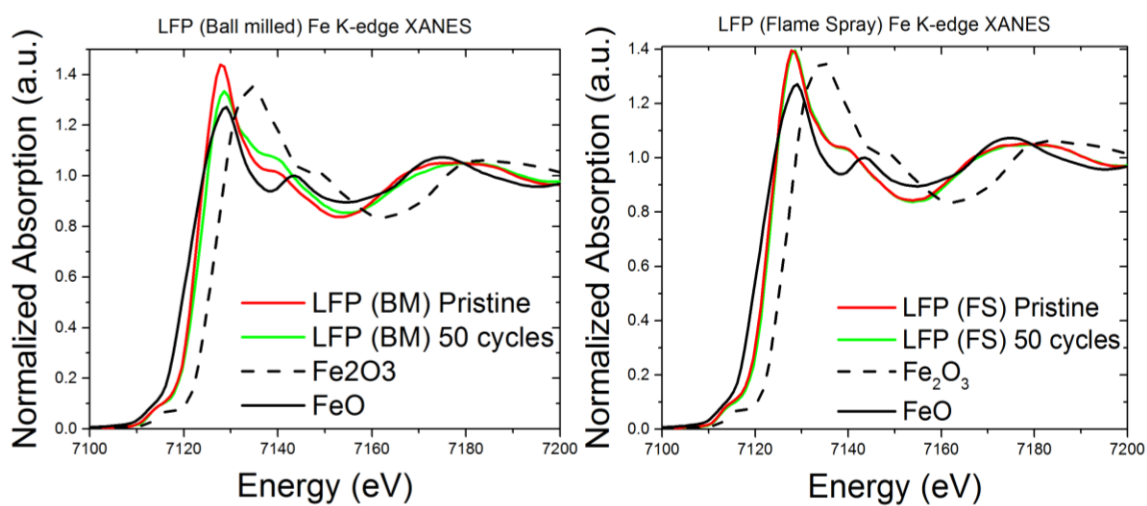 LFP (Ball milled) Fe K-edge XANES
Normalized Absorption (a.u.)
1.4
1.2
1.0
0.8
0.6
0.4
0.2
0.0
LFP (BM) Pristine
LFP (BM) 50 cycles
Fe2O3
FeO
7100 7120 7140 7160 7180 7200
Energy (eV)
LFP (Flame Spray) Fe K-edge XANES
Normalized Absorption (a.u.)
1.4
1.2
1.0
0.8
0.6
0.4
0.2
0.0
LFP (FS) Pristine
LFP (FS) 50 cycles
Fe₂O₃
FeO
7100 7120 7140 7160 7180 7200
Energy (eV)